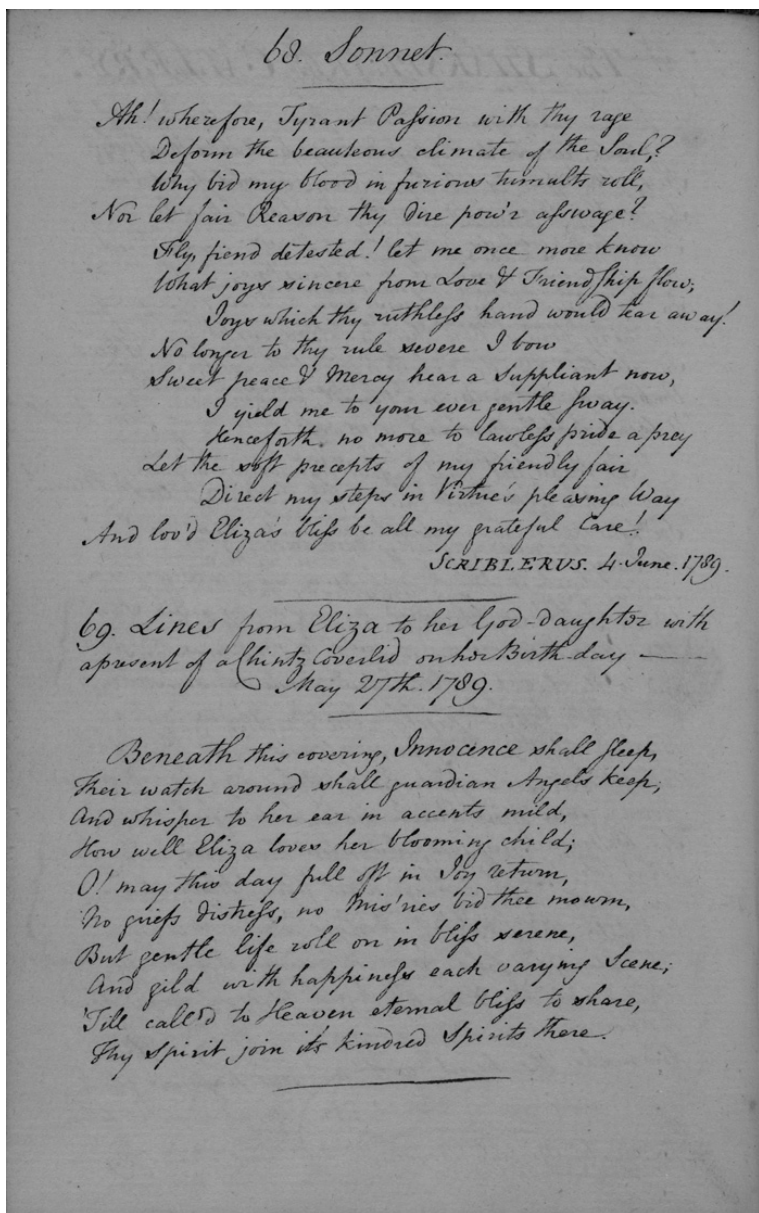 68. Sonnet.
Ah! wherefore, Tyrant Passion with thy rage
Deform the beauteous climate of the Soul,?
Why bid my blood in furious tumults roll,
Nor let fair Reason thy dire pow'r asswage?
Fly, fiend detested! let me once more know
What joys sincere from Love & Friendship flow;
Joys which thy ruthless hand would tear away!
No longer to thy rule severe I bow
Sweet peace & Mercy hear a Suppliant now,
I yield me to your ever gentle sway.
Henceforth, no more to lawless pride a prey
Let the soft precepts of my friendly fair
Direct my steps in Virtue's pleasing Way
And lov'd Eliza's bliss be all my grateful Care!
SCRIBLERUS. 4. June. 1789.
69. Lines from Eliza to her God-daughter with
a present of a Chintz Coverlid on her Birth-day —
May 27th. 1789.
Beneath this covering, Innocence shall sleep,
Their watch around shall guardian Angels keep;
And whisper to her ear in accents mild,
How well Eliza loves her blooming child;
O! may this day full oft in Joy return,
No griefs distress, no Mis'ries bid thee mourn,
But gentle life roll on in bliss serene,
And gild with happiness each varying Scene;
'Till call'd to Heaven eternal bliss to share,
Thy spirit join it's kindred Spirits there.